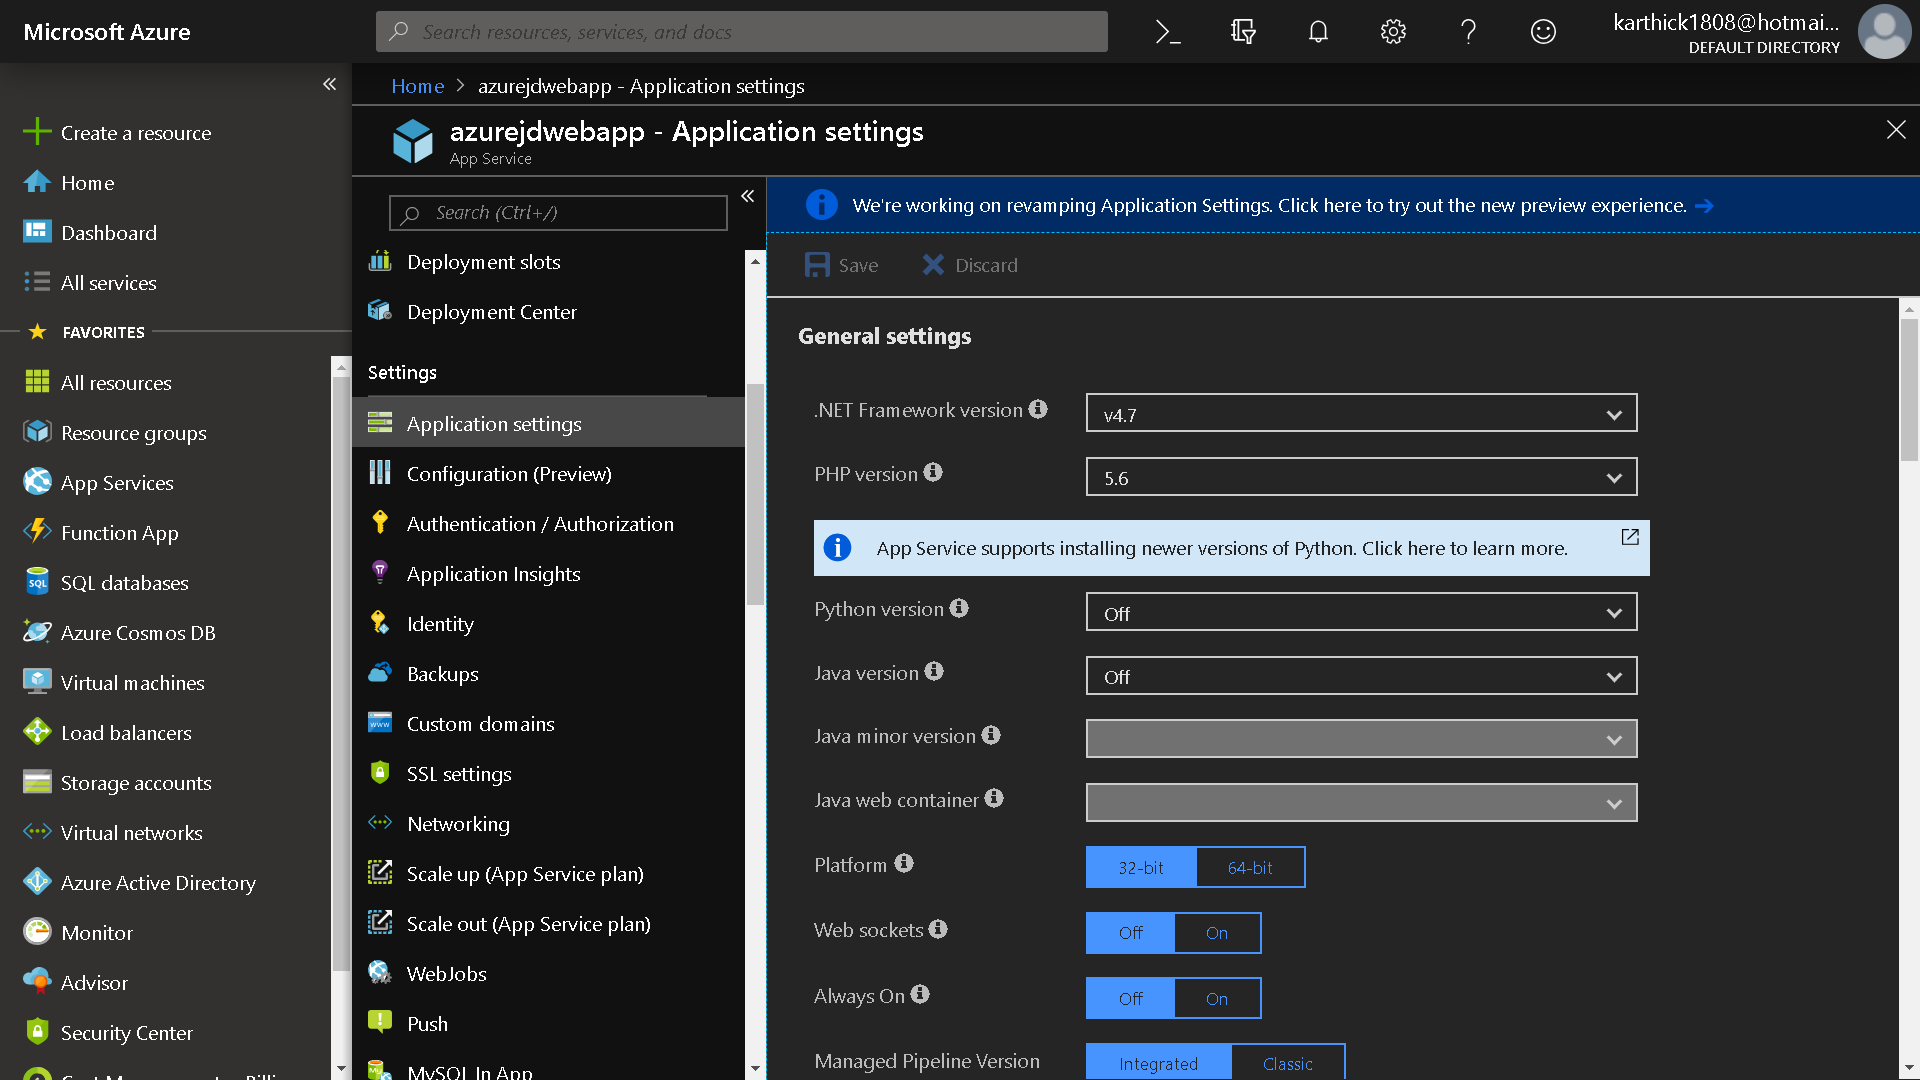 Microsoft Azure
Search resources, services, and docs
karthick1808@hotmai...
DEFAULT DIRECTORY
Create a resource
Home
Dashboard
All services
FAVORITES
All resources
Resource groups
App Services
Function App
SQL databases
Azure Cosmos DB
Virtual machines
Load balancers
Storage accounts
Virtual networks
Azure Active Directory
Monitor
Advisor
Security Center
Home > azurejdwebapp - Application settings
azurejdwebapp - Application settings
App Service
Search (Ctrl+/)
Deployment slots
Deployment Center
Settings
Application settings
Configuration (Preview)
Authentication / Authorization
Application Insights
Identity
Backups
Custom domains
SSL settings
Networking
Scale up (App Service plan)
Scale out (App Service plan)
WebJobs
Push
MySQL In App
We're working on revamping Application Settings. Click here to try out the new preview experience.
Save Discard
General settings
.NET Framework version v4.7
PHP version 5.6
App Service supports installing newer versions of Python. Click here to learn more.
Python version Off
Java version Off
Java minor version
Java web container
Platform 32-bit 64-bit
Web sockets Off On
Always On Off On
Managed Pipeline Version Integrated Classic